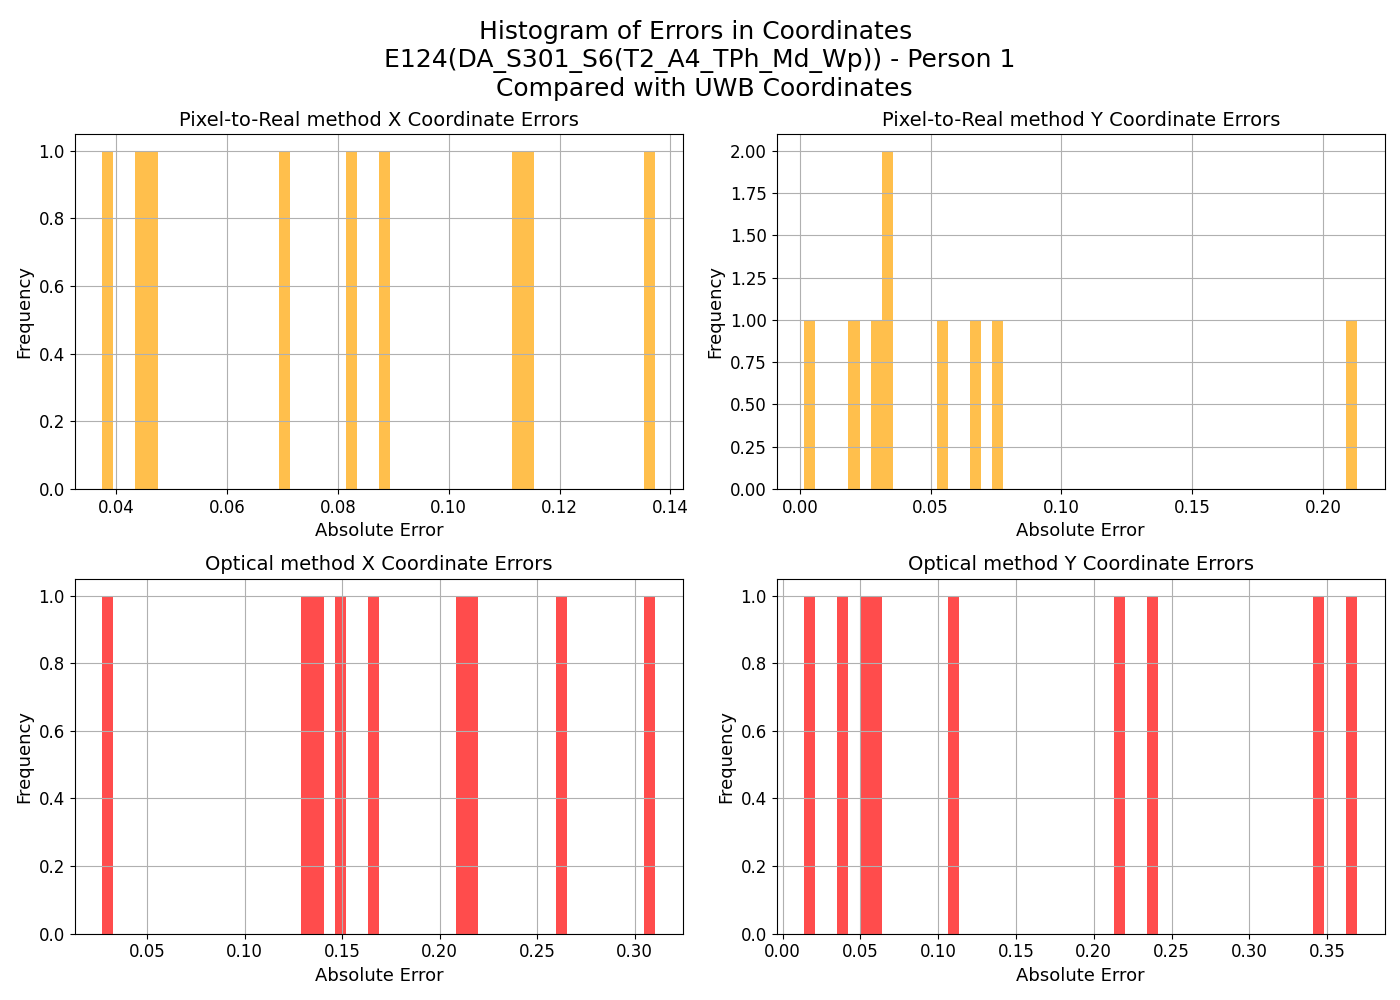 Histogram of Errors in Coordinates
E124(DA_S301_S6(T2_A4_TPh_Md_Wp)) - Person 1
Compared with UWB Coordinates
Pixel-to-Real method X Coordinate Errors
Frequency
1.0
0.8
0.6
0.4
0.2
0.0
0.04 0.06 0.08 0.10 0.12 0.14
Absolute Error
Pixel-to-Real method Y Coordinate Errors
Frequency
2.00
1.75
1.50
1.25
1.00
0.75
0.50
0.25
0.00
0.00 0.05 0.10 0.15 0.20
Absolute Error
Optical method X Coordinate Errors
Frequency
1.0
0.8
0.6
0.4
0.2
0.0
0.05 0.10 0.15 0.20 0.25 0.30
Absolute Error
Optical method Y Coordinate Errors
Frequency
1.0
0.8
0.6
0.4
0.2
0.0
0.00 0.05 0.10 0.15 0.20 0.25 0.30 0.35
Absolute Error